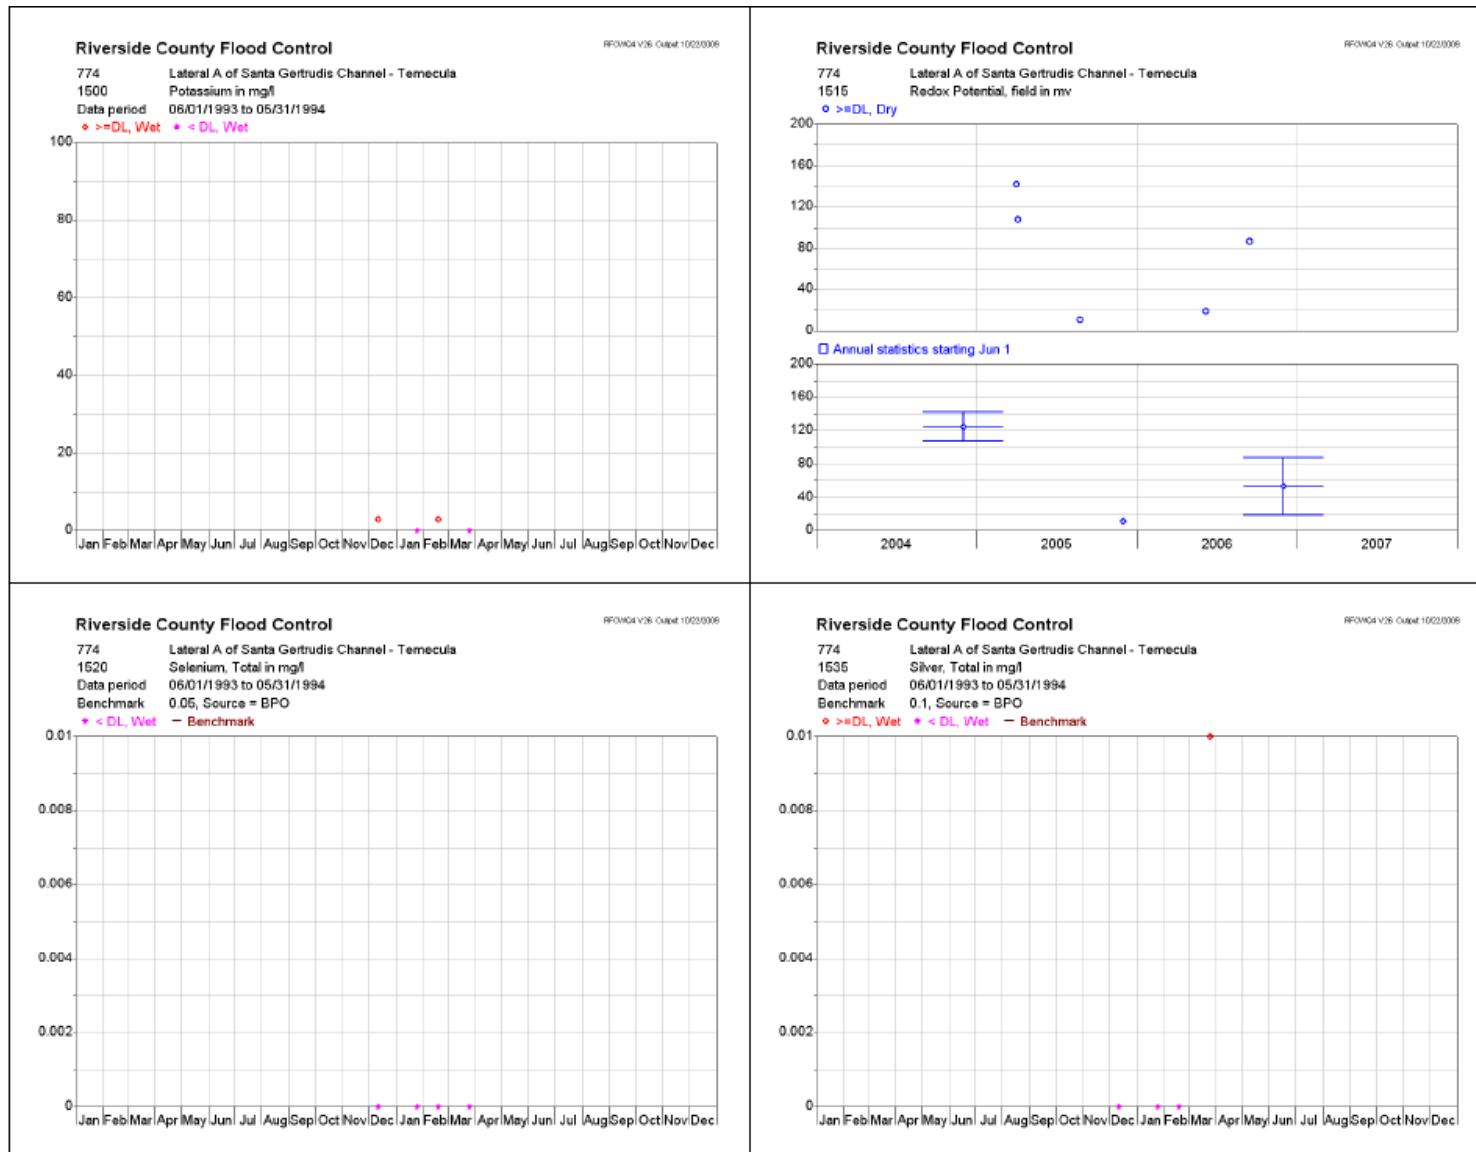 Riverside County Flood Control
774 Lateral A of Santa Gertrudis Channel - Temecula
1500 Potassium in mg/l
Data period 06/01/1993 to 05/31/1994
>=DL, Wet * < DL, Wet
100
80
60
40
20
0
Jan Feb Mar Apr May Jun Jul Aug Sep Oct Nov Dec Jan Feb Mar Apr May Jun Jul Aug Sep Oct Nov Dec
Riverside County Flood Control
774 Lateral A of Santa Gertrudis Channel - Temecula
1515 Redox Potential, field in mv
>=DL, Dry
200
160
120
80
40
0
Annual statistics starting Jun 1
200
160
120
80
40
0
2004 2005 2006 2007
Riverside County Flood Control
774 Lateral A of Santa Gertrudis Channel - Temecula
1520 Selenium, Total in mg/l
Data period 06/01/1993 to 05/31/1994
Benchmark 0.05, Source = BPO
* < DL, Wet — Benchmark
0.01
0.008
0.006
0.004
0.002
0
Jan Feb Mar Apr May Jun Jul Aug Sep Oct Nov Dec Jan Feb Mar Apr May Jun Jul Aug Sep Oct Nov Dec
Riverside County Flood Control
774 Lateral A of Santa Gertrudis Channel - Temecula
1535 Silver, Total in mg/l
Data period 06/01/1993 to 05/31/1994
Benchmark 0.1, Source = BPO
>=DL, Wet * < DL, Wet — Benchmark
0.01
0.008
0.006
0.004
0.002
0
Jan Feb Mar Apr May Jun Jul Aug Sep Oct Nov Dec Jan Feb Mar Apr May Jun Jul Aug Sep Oct Nov Dec